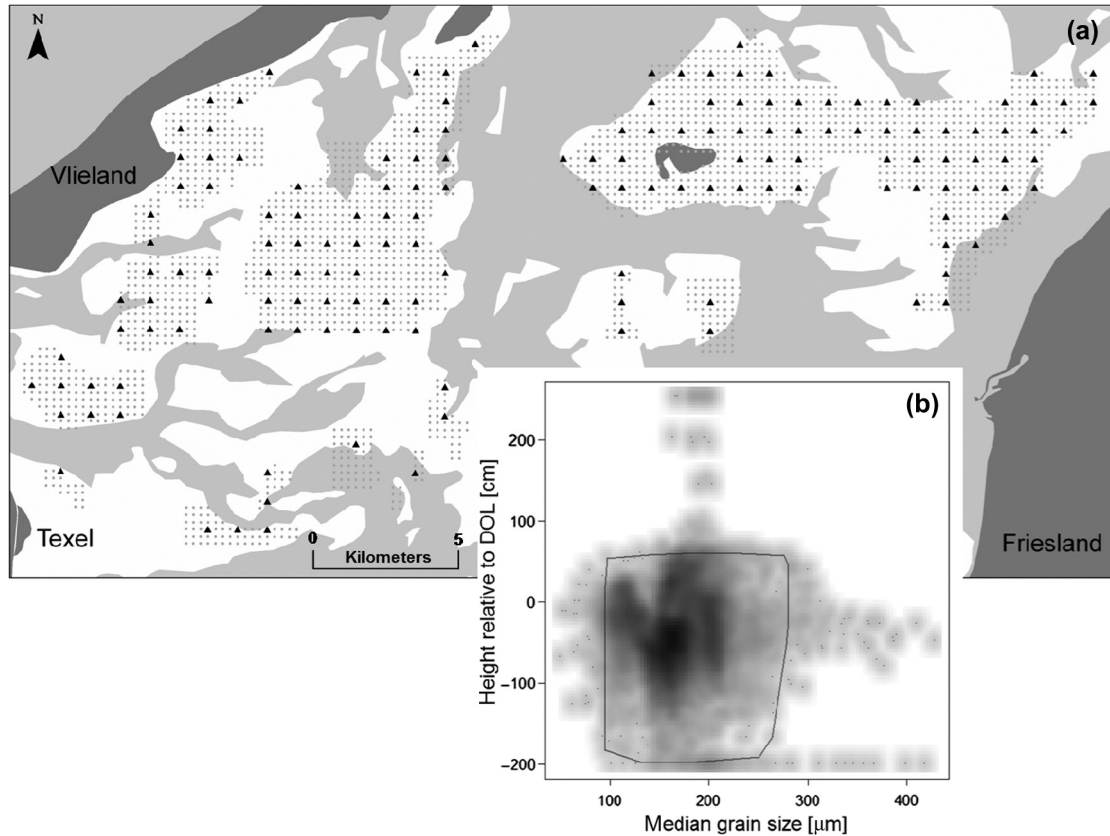 (a)
N
Vlieland
Texel
0 5
Kilometers
Friesland
(b)
Height relative to DOL [cm]
200
100
0
−100
−200
100 200 300 400
Median grain size [µm]